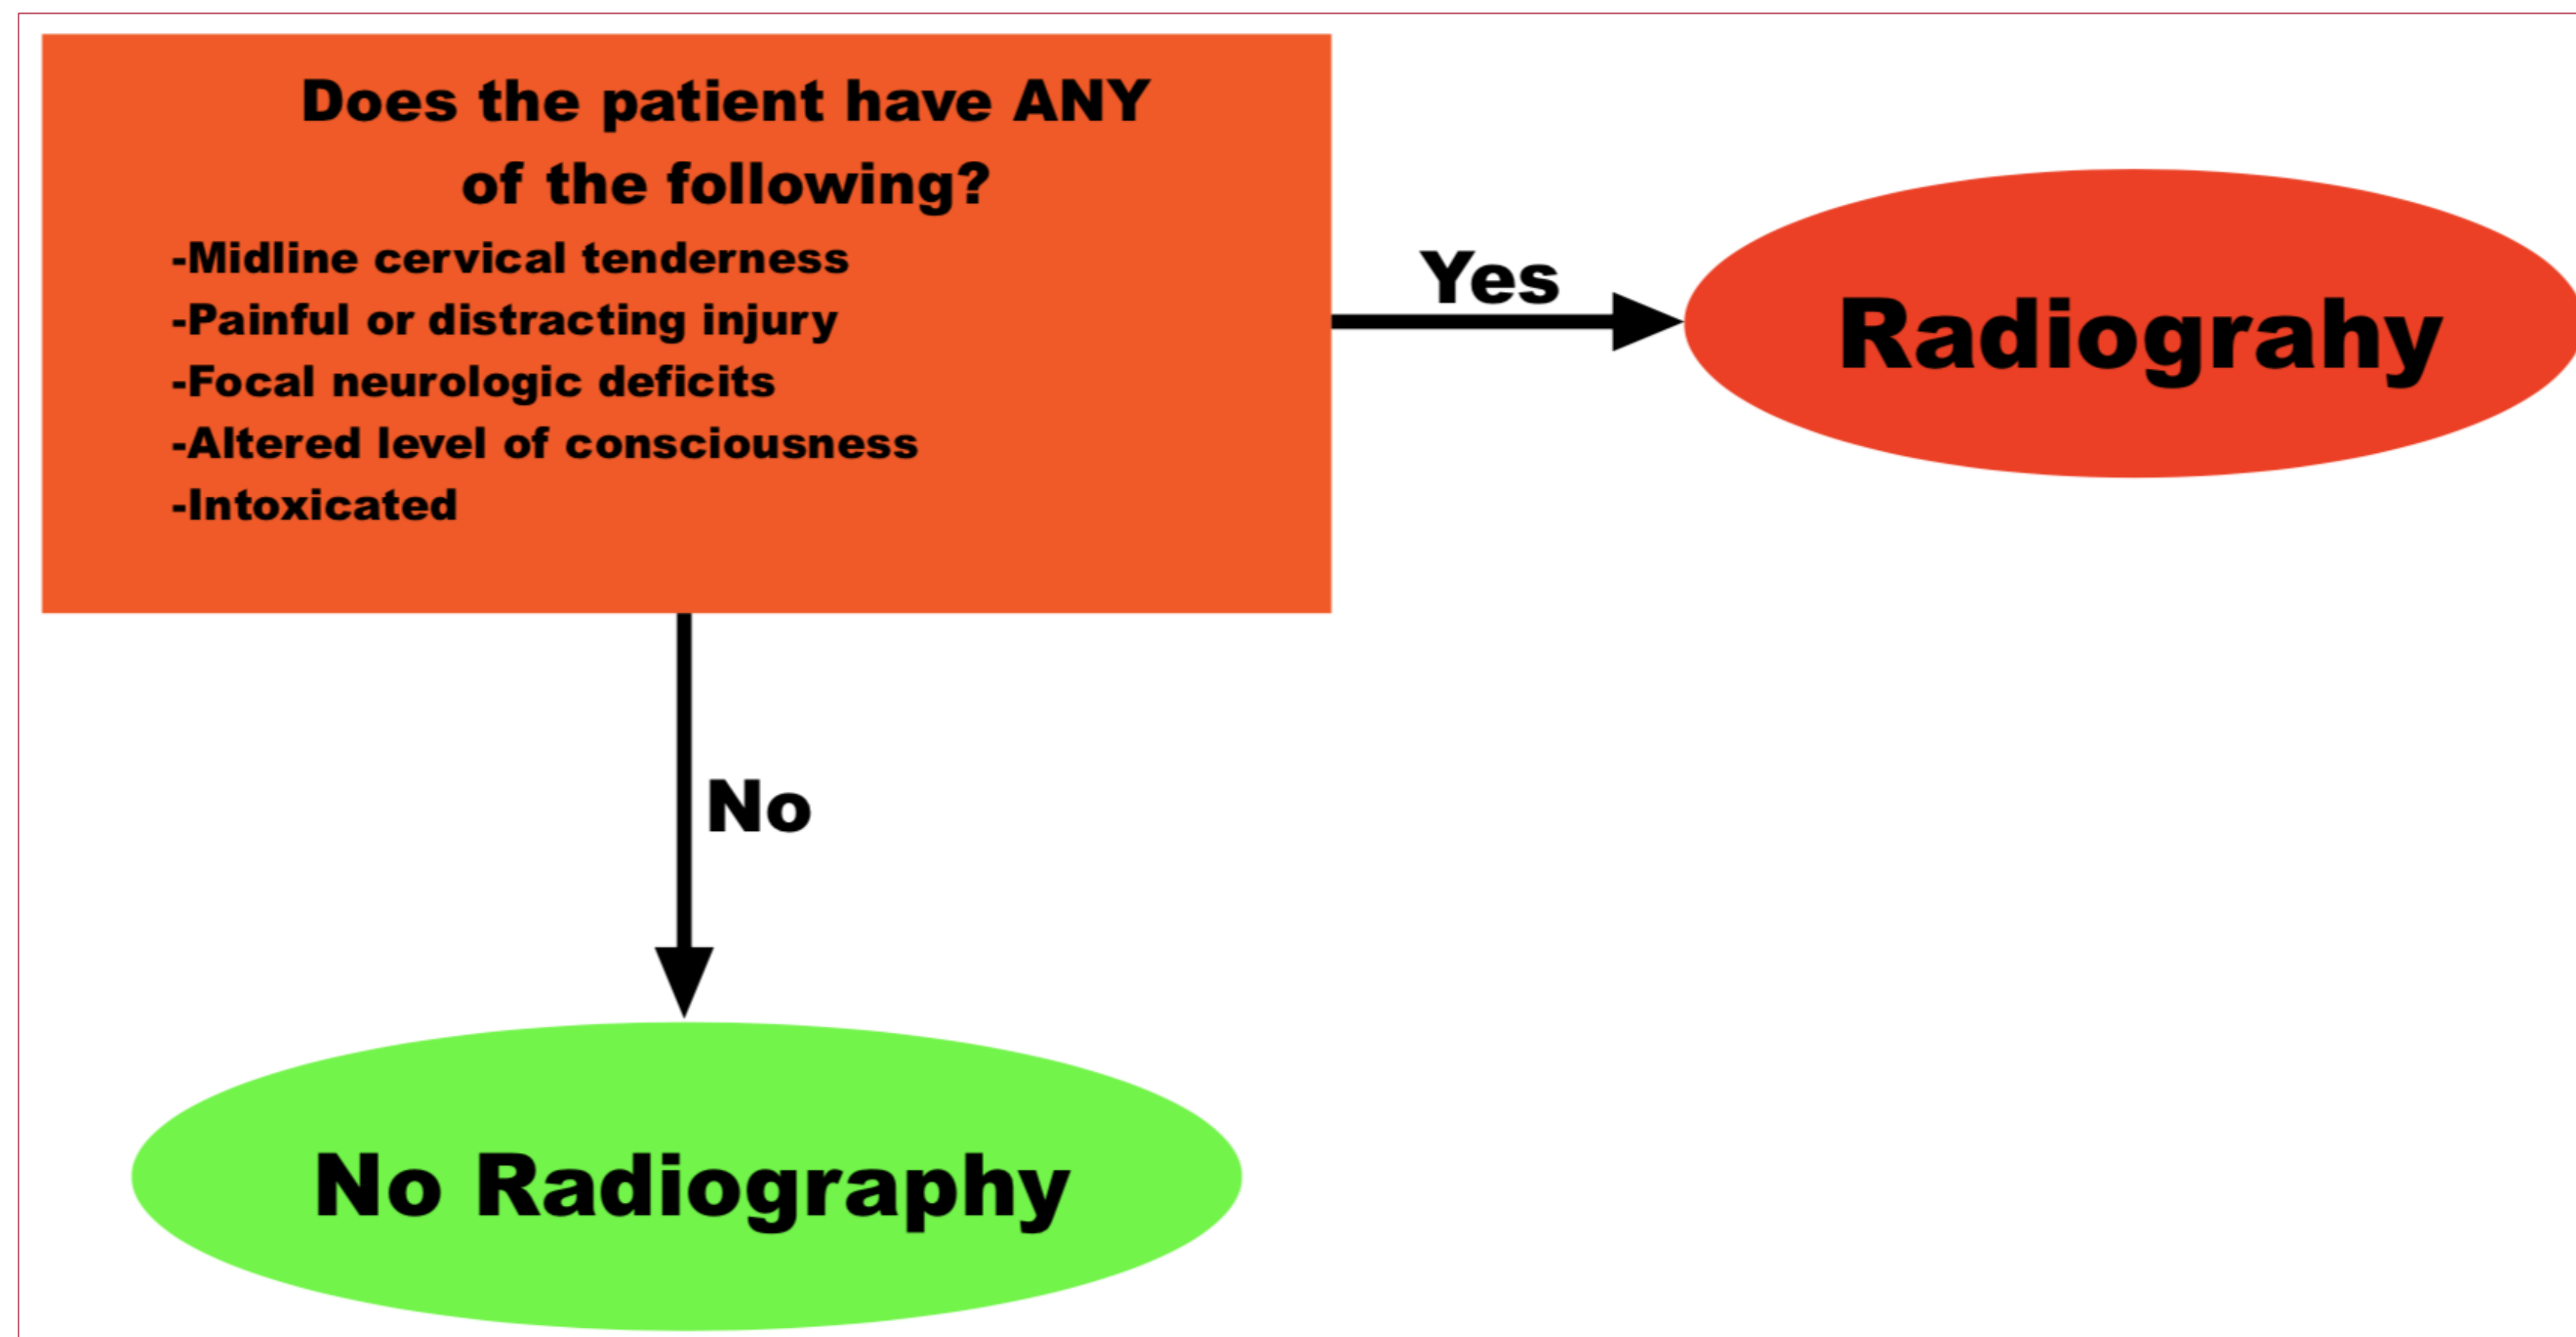 Does the patient have ANY
of the following?
-Midline cervical tenderness
-Painful or distracting injury
-Focal neurologic deficits
-Altered level of consciousness
-Intoxicated
Yes
Radiograhy
No
No Radiography